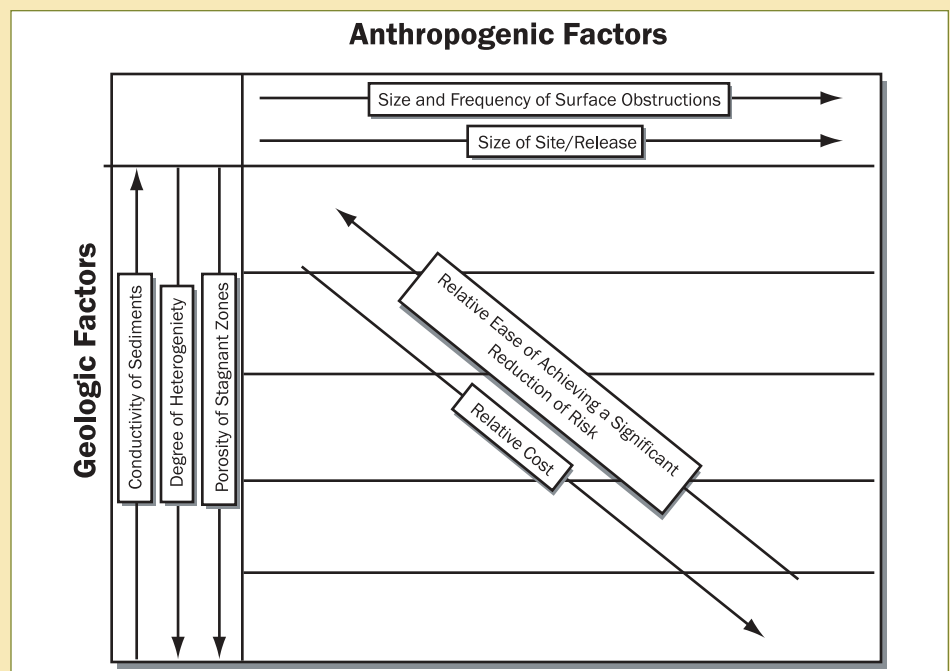 Anthropogenic Factors
Size and Frequency of Surface Obstructions
Size of Site/Release
Geologic Factors
Conductivity of Sediments
Degree of Heterogeniety
Porosity of Stagnant Zones
Relative Ease of Achieving a Significant
Reduction of Risk
Relative Cost